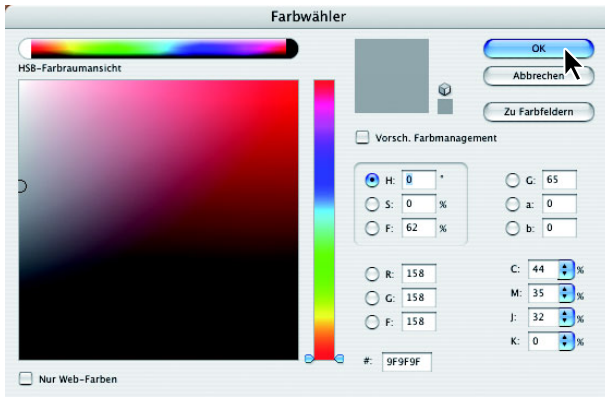 Farbwähler
HSB-Farbraumansicht
OK
Abbrechen
Zu Farbfeldern
Vorsch. Farbmanagement
H: 0 °
S: 0 %
F: 62 %
G: 65
a: 0
b: 0
R: 158
G: 158
F: 158
C: 44 %
M: 35 %
J: 32 %
K: 0 %
#: 9F9F9F
Nur Web-Farben